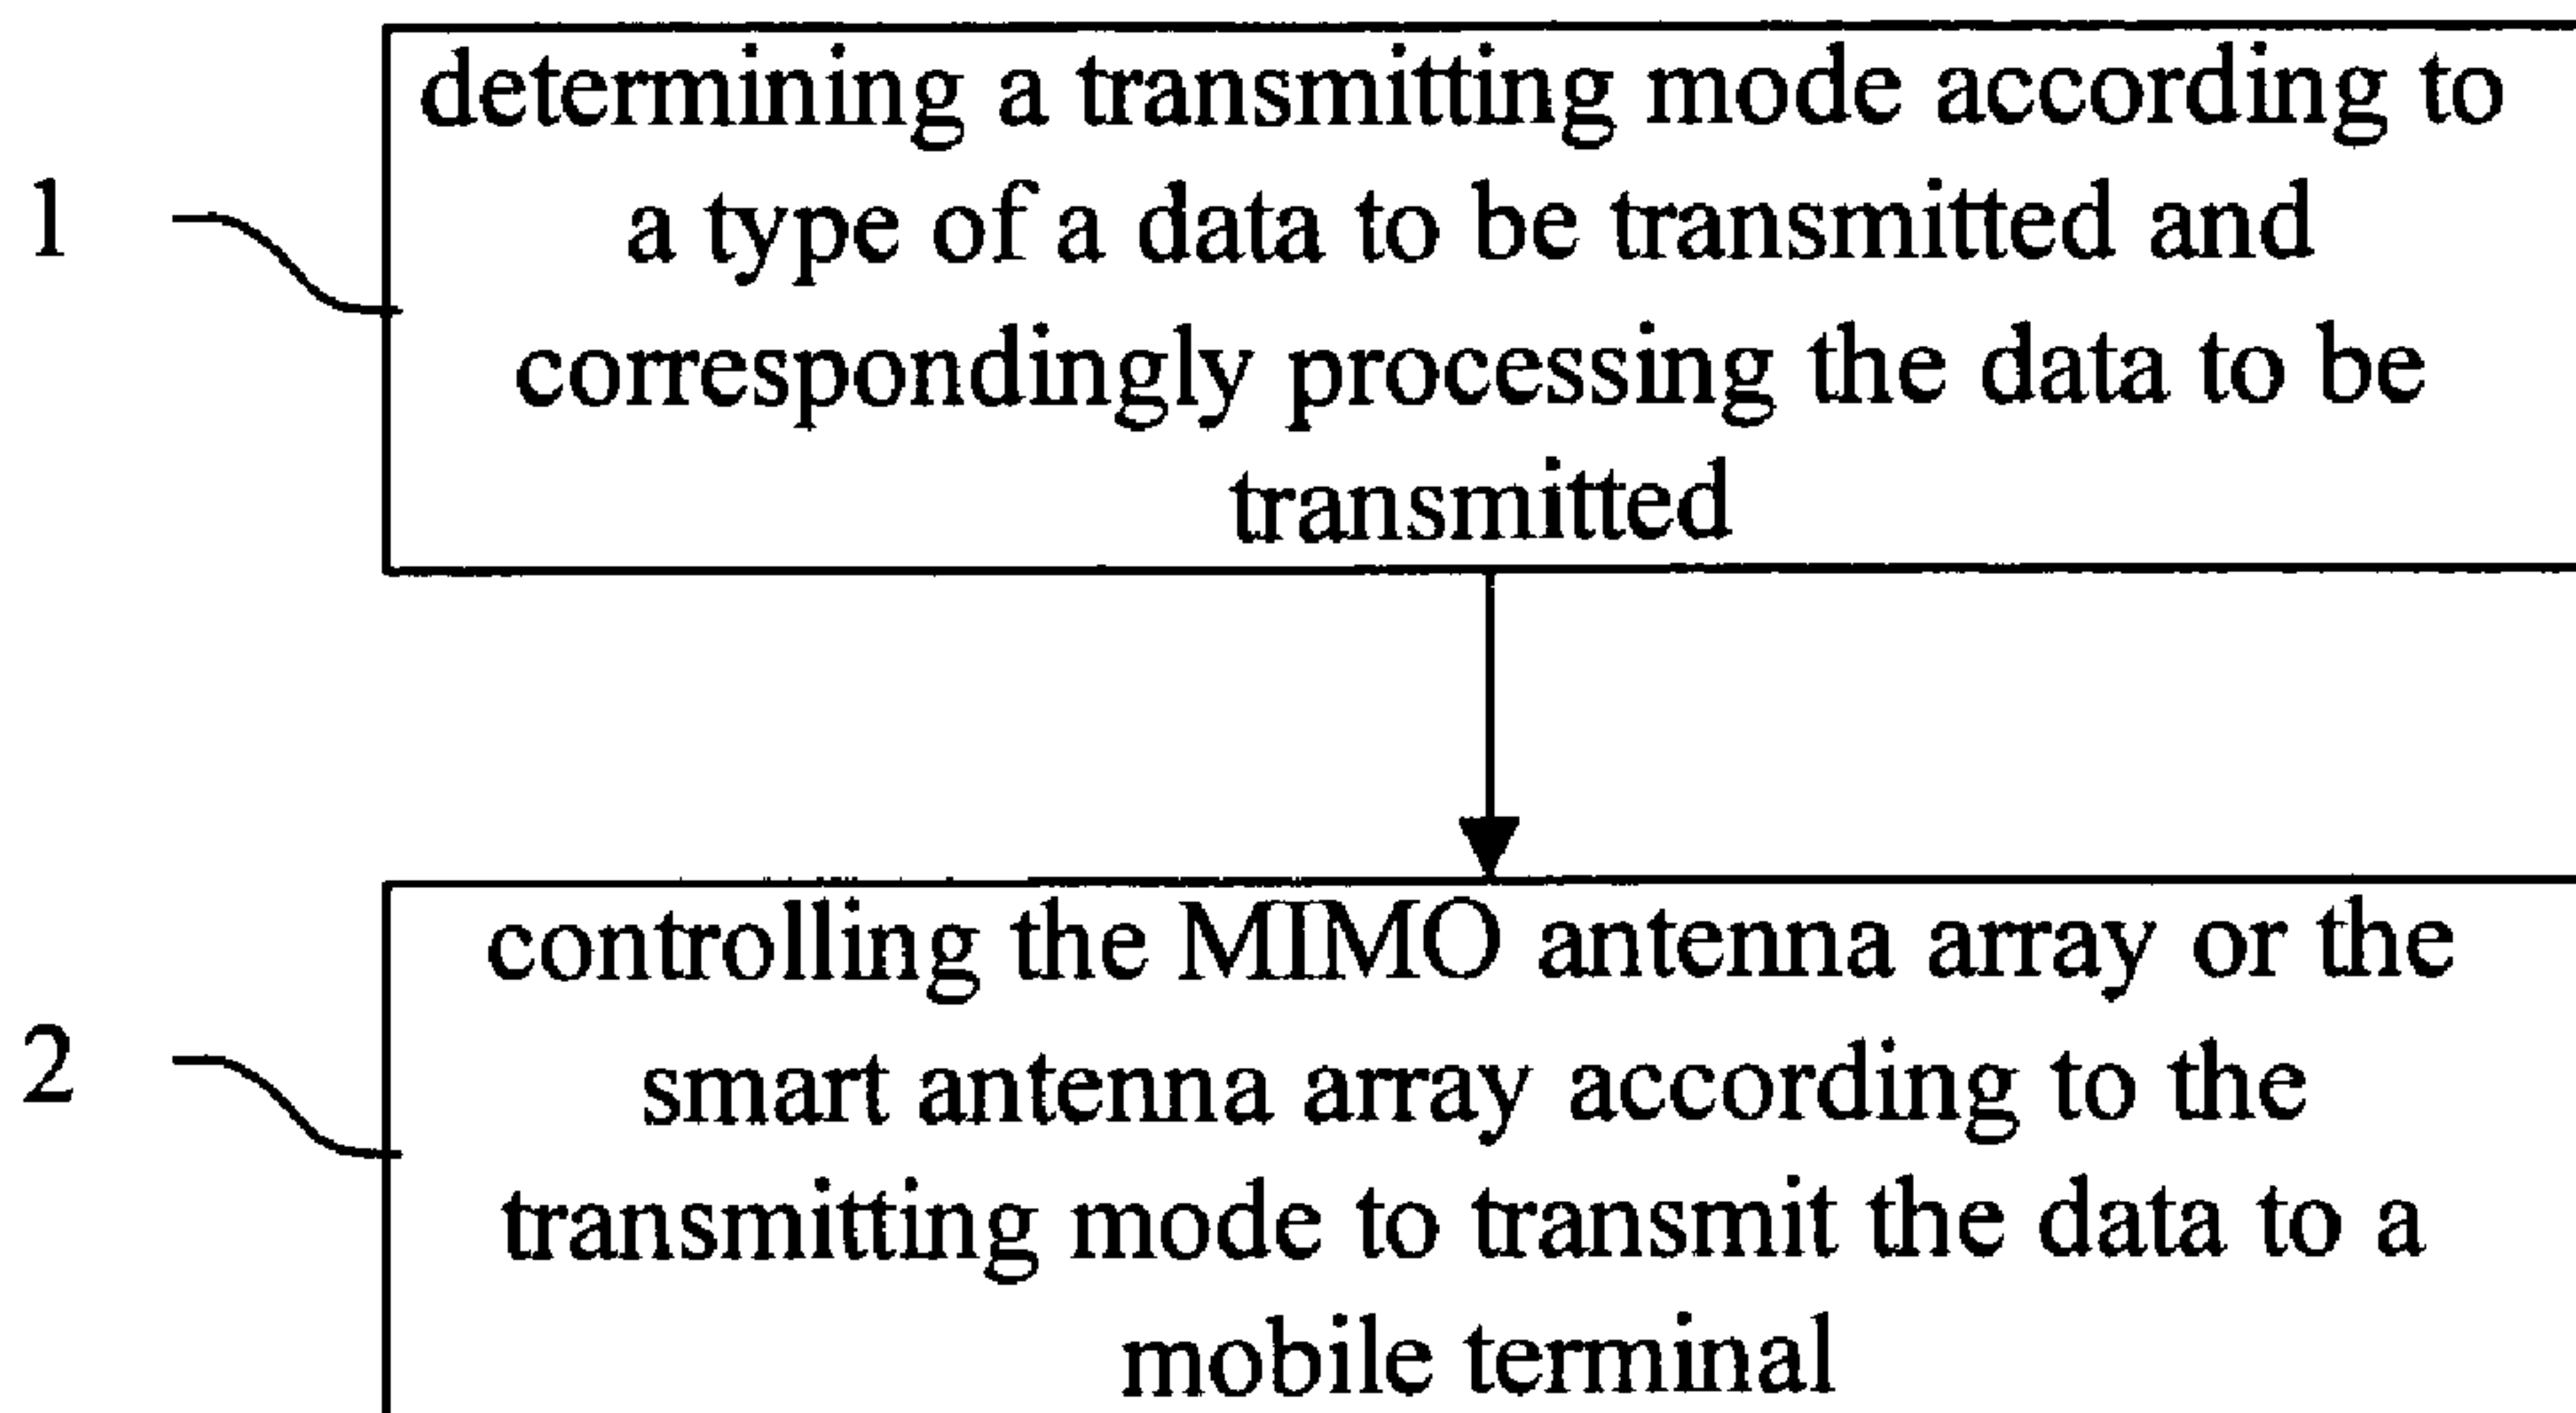 determining a transmitting mode according to
1
a type of a data to be transmitted and
correspondingly processing the data to be
transmitted
controlling the MIMO antenna array or the
2
smart antenna array according to the
transmitting mode to transmit the data to a
mobile terminal